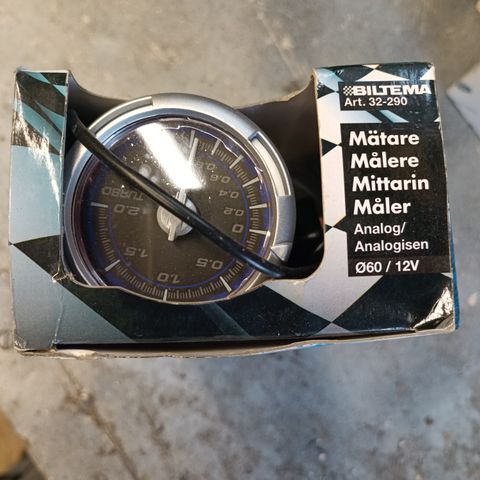 BILTEMA
Art. 32-290
Mätare
Målere
Mittarin
Måler
Analog/
Analogisen
Ø60 / 12V
TURBO
0.8
0.6
0.4
0.2
0
0.5
1.0
1.5
2.0